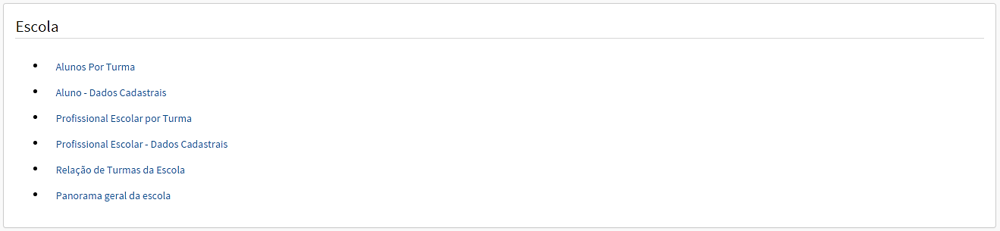 Escola
Alunos Por Turma
Aluno - Dados Cadastrais
Profissional Escolar por Turma
Profissional Escolar - Dados Cadastrais
Relação de Turmas da Escola
Panorama geral da escola